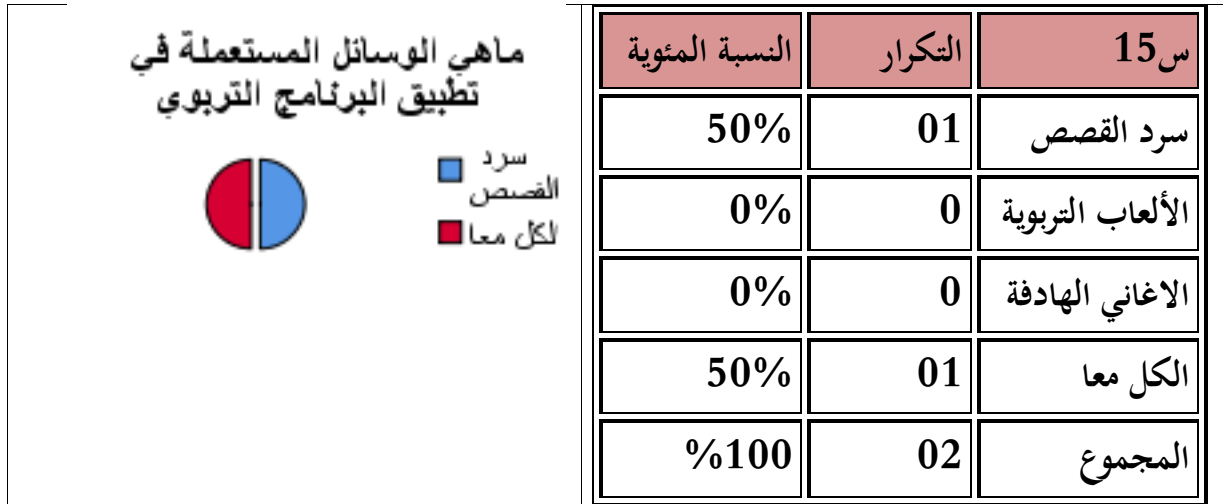 س15 التكرار النسبة المئوية
سرد القصص 01 50%
الألعاب التربوية 0 0%
الاغاني الهادفة 0 0%
الكل معا 01 50%
المجموع 02 %100
ماهي الوسائل المستعملة في
تطبيق البرنامج التربوي
سرد
القصص
لكل معا